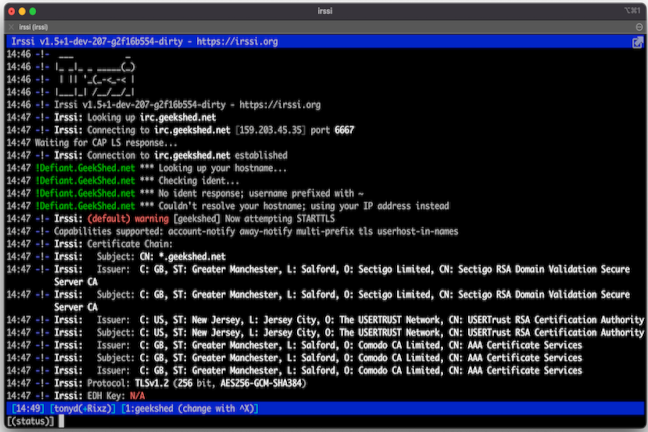 irssi
⌥⌘1
irssi (irssi)
Irssi v1.5+1-dev-207-g2f16b554-dirty - https://irssi.org
14:46 -!-  ___           _
14:46 -!- |_ _|_ _ _____(_)
14:46 -!-  | || '_(_-<_-< |
14:46 -!- |___|_| /__/__/_|
14:46 -!- Irssi v1.5+1-dev-207-g2f16b554-dirty - https://irssi.org
14:47 -!- Irssi: Looking up irc.geekshed.net
14:47 -!- Irssi: Connecting to irc.geekshed.net [159.203.45.35] port 6667
14:47 Waiting for CAP LS response...
14:47 -!- Irssi: Connection to irc.geekshed.net established
14:47 !Defiant.GeekShed.net *** Looking up your hostname...
14:47 !Defiant.GeekShed.net *** Checking ident...
14:47 !Defiant.GeekShed.net *** No ident response; username prefixed with ~
14:47 !Defiant.GeekShed.net *** Couldn't resolve your hostname; using your IP address instead
14:47 -!- Irssi: (default) warning [geekshed] Now attempting STARTTLS
14:47 -!- Capabilities supported: account-notify away-notify multi-prefix tls userhost-in-names
14:47 -!- Irssi: Certificate Chain:
14:47 -!- Irssi:   Subject: CN: *.geekshed.net
14:47 -!- Irssi:   Issuer:  C: GB, ST: Greater Manchester, L: Salford, O: Sectigo Limited, CN: Sectigo RSA Domain Validation Secure
Server CA
14:47 -!- Irssi:   Subject: C: GB, ST: Greater Manchester, L: Salford, O: Sectigo Limited, CN: Sectigo RSA Domain Validation Secure
Server CA
14:47 -!- Irssi:   Issuer:  C: US, ST: New Jersey, L: Jersey City, O: The USERTRUST Network, CN: USERTrust RSA Certification Authority
14:47 -!- Irssi:   Subject: C: US, ST: New Jersey, L: Jersey City, O: The USERTRUST Network, CN: USERTrust RSA Certification Authority
14:47 -!- Irssi:   Issuer:  C: GB, ST: Greater Manchester, L: Salford, O: Comodo CA Limited, CN: AAA Certificate Services
14:47 -!- Irssi:   Subject: C: GB, ST: Greater Manchester, L: Salford, O: Comodo CA Limited, CN: AAA Certificate Services
14:47 -!- Irssi:   Issuer:  C: GB, ST: Greater Manchester, L: Salford, O: Comodo CA Limited, CN: AAA Certificate Services
14:47 -!- Irssi: Protocol: TLSv1.2 (256 bit, AES256-GCM-SHA384)
14:47 -!- Irssi: EDH Key: N/A
[14:49] [tonyd(+Rixz)] [1:geekshed (change with ^X)]
[(status)]